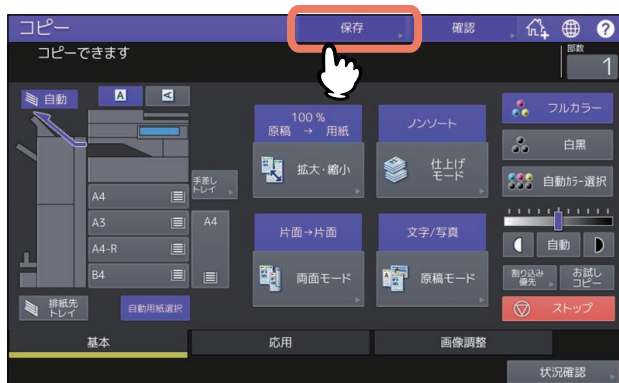 コピー
保存
確認
?
コピーできます
部数
1
自動
A
A
100 %
原稿 → 用紙
拡大・縮小
ノンソート
仕上げ
モード
フルカラー
白黒
自動カラー選択
手差し
トレイ
A4
A3
A4-R
B4
A4
片面→片面
両面モード
文字/写真
原稿モード
自動
割り込み
優先
お試し
コピー
排紙先
トレイ
自動用紙選択
ストップ
基本
応用
画像調整
状況確認